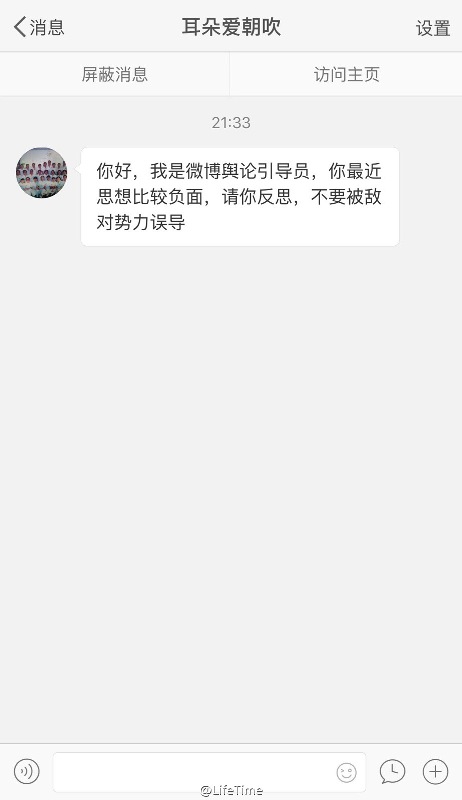 消息
耳朵爱朝吹
设置
屏蔽消息
访问主页
21:33
你好，我是微博舆论引导员，你最近
思想比较负面，请你反思，不要被敌
对势力误导
@LifeTime